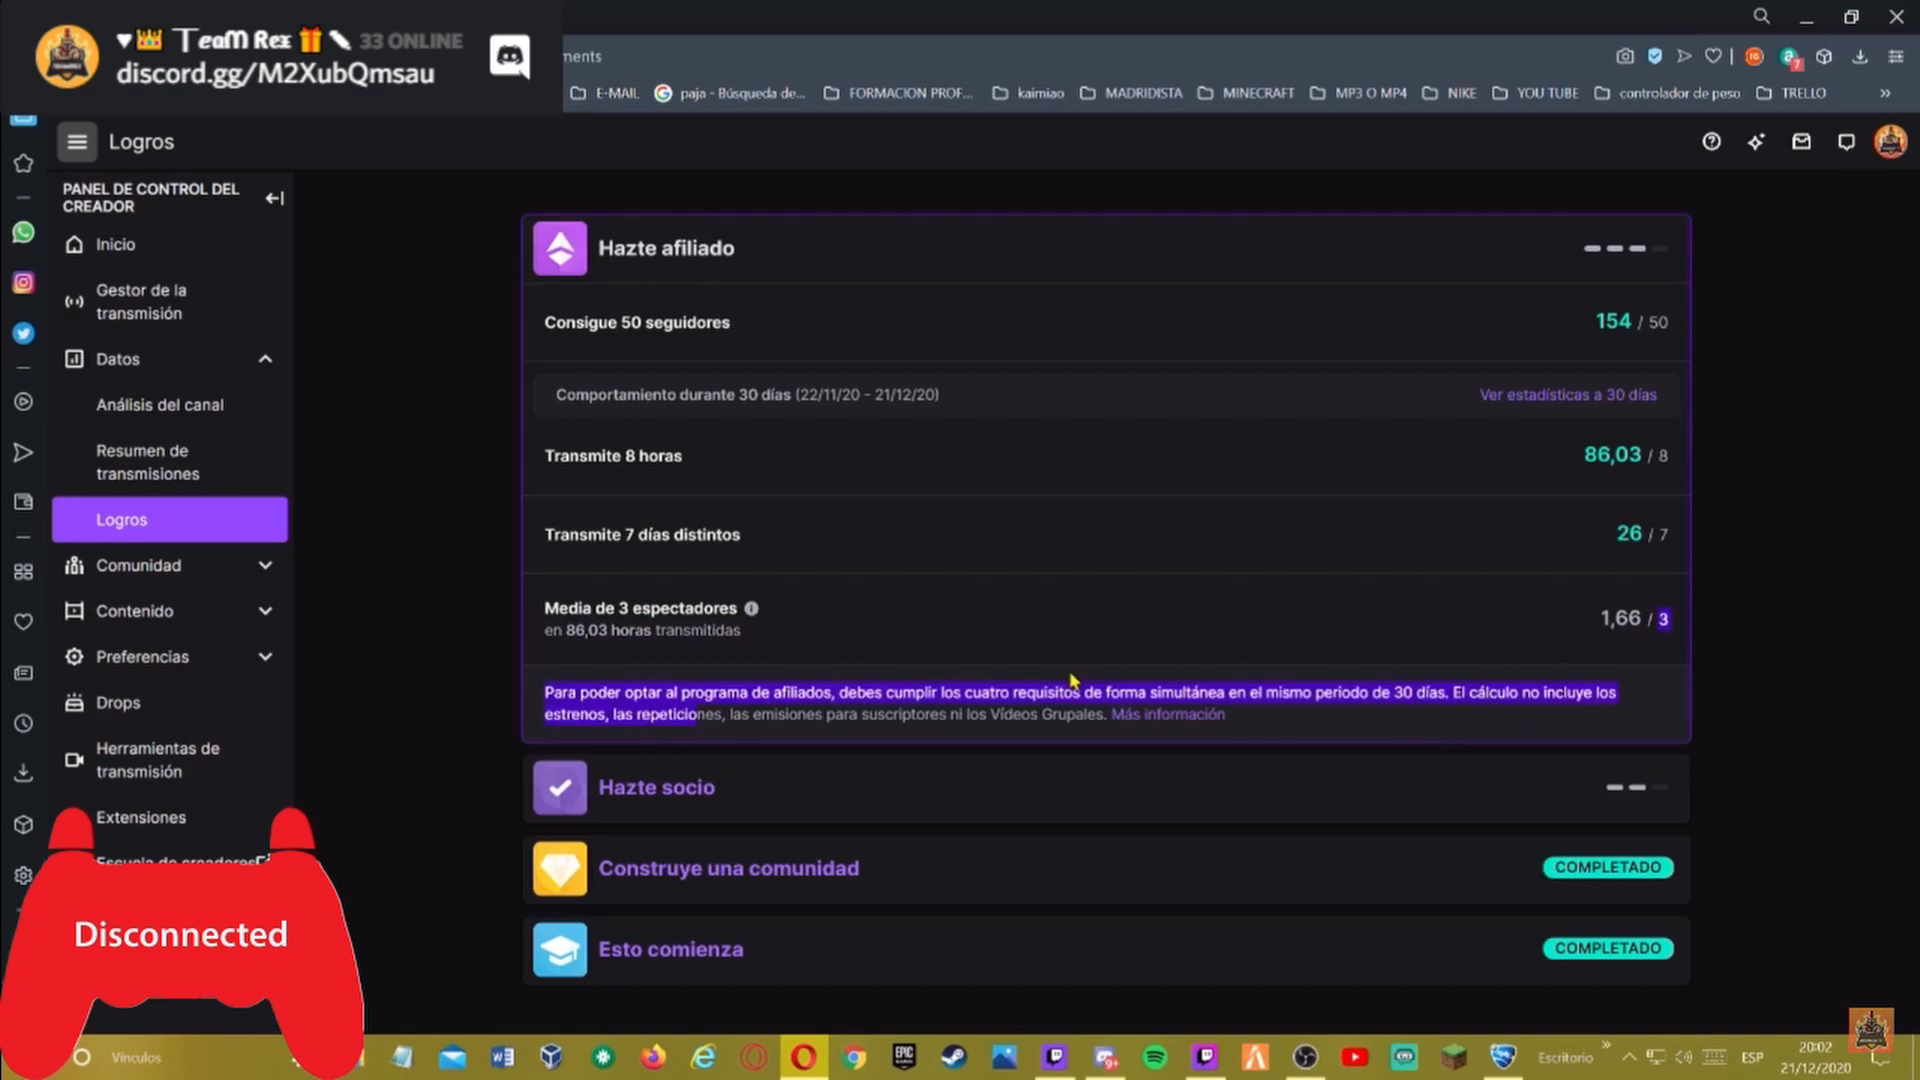 TeaM Rex 33 ONLINE
discord.gg/M2XubQmsau
ments
E-MAIL
paja - Búsqueda de...
FORMACION PROF...
kaimiao
MADRIDISTA
MINECRAFT
MP3 O MP4
NIKE
YOU TUBE
controlador de peso
TRELLO
»
7
Logros
PANEL DE CONTROL DEL
CREADOR
Inicio
Gestor de la
transmisión
Datos
Análisis del canal
Resumen de
transmisiones
Logros
Comunidad
Contenido
Preferencias
Drops
Herramientas de
transmisión
Extensiones
Escuela de creadores
Disconnected
Hazte afiliado
Consigue 50 seguidores
154 / 50
Comportamiento durante 30 días (22/11/20 - 21/12/20)
Ver estadísticas a 30 días
Transmite 8 horas
86,03 / 8
Transmite 7 días distintos
26 / 7
Media de 3 espectadores
en 86,03 horas transmitidas
1,66 / 3
Para poder optar al programa de afiliados, debes cumplir los cuatro requisitos de forma simultánea en el mismo periodo de 30 días. El cálculo no incluye los
estrenos, las repeticiones, las emisiones para suscriptores ni los Vídeos Grupales. Más información
Hazte socio
Construye una comunidad
COMPLETADO
Esto comienza
COMPLETADO
Vínculos
EPIC
Escritorio
»
ESP
20:02
21/12/2020